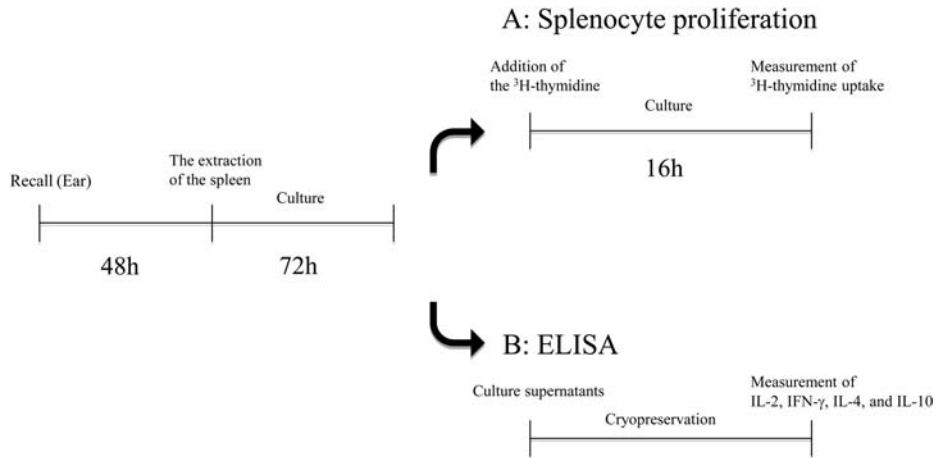 A: Splenocyte proliferation
Addition of
the ³H-thymidine
Measurement of
³H-thymidine uptake
Culture
16h
Recall (Ear)
The extraction
of the spleen
Culture
48h
72h
B: ELISA
Culture supernatants
Measurement of
IL-2, IFN-γ, IL-4, and IL-10
Cryopreservation